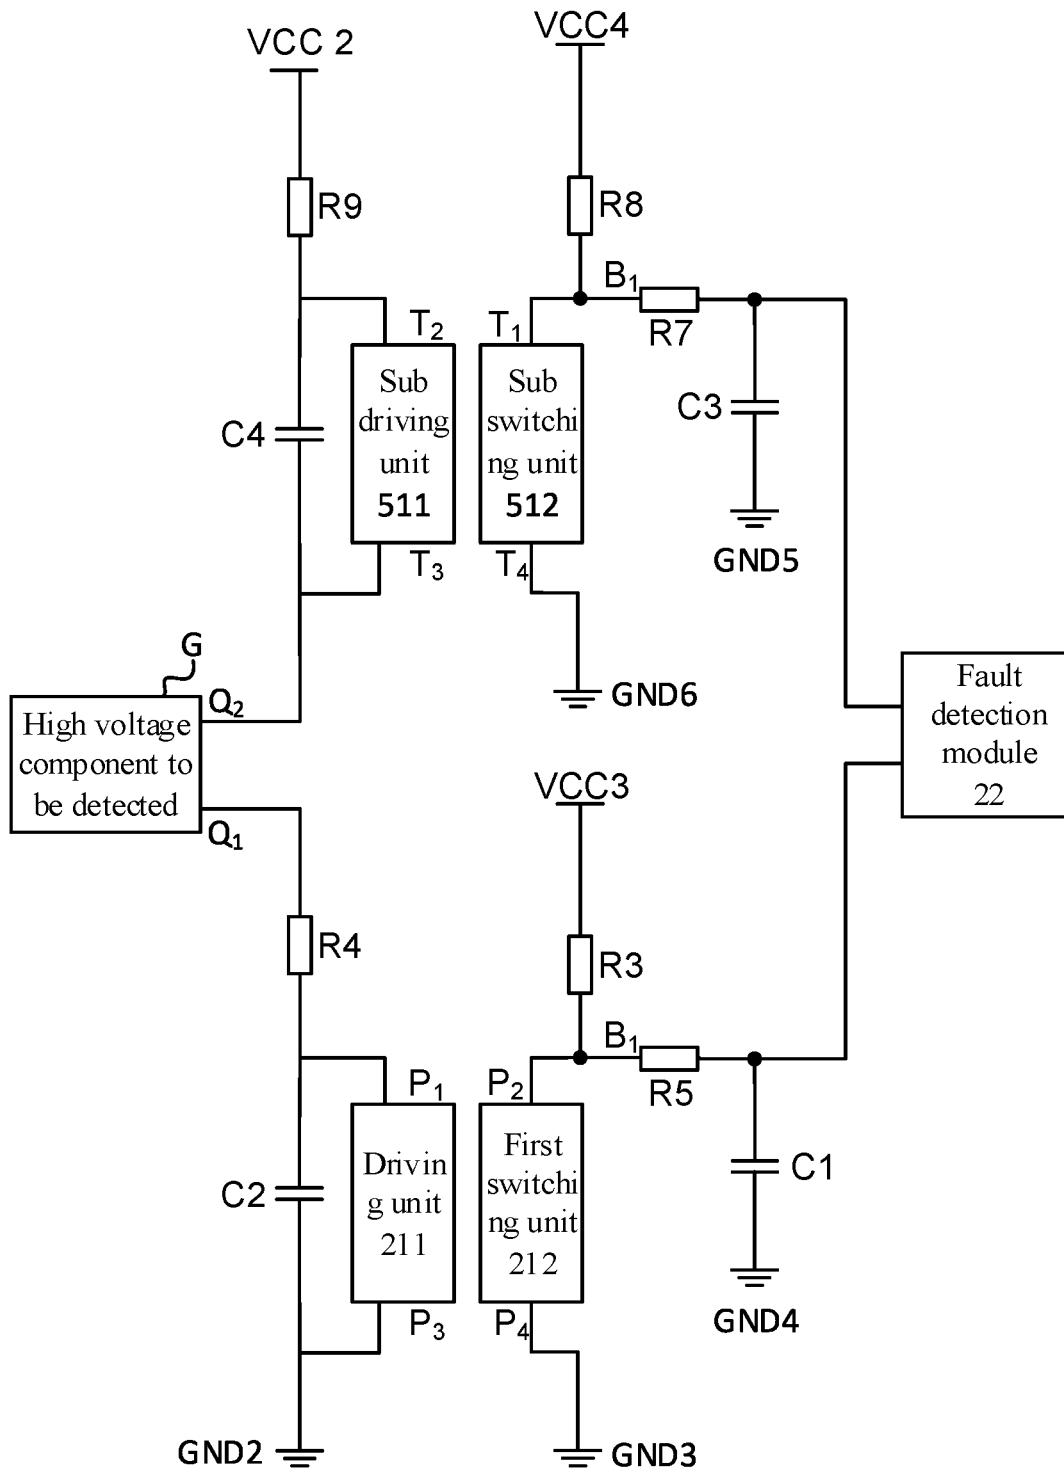 VCC 2
VCC4
R9
R8
B₁
R7
T₂
T₁
Sub
driving
unit
511
Sub
switchi
ng unit
512
C4
C3
T₃
T₄
GND5
G
Q₂
GND6
High voltage
component to
be detected
Q₁
Fault
detection
module
22
VCC3
R4
R3
B₁
R5
P₁
P₂
Drivin
g unit
211
First
switchi
ng unit
212
C2
C1
P₃
P₄
GND4
GND2
GND3